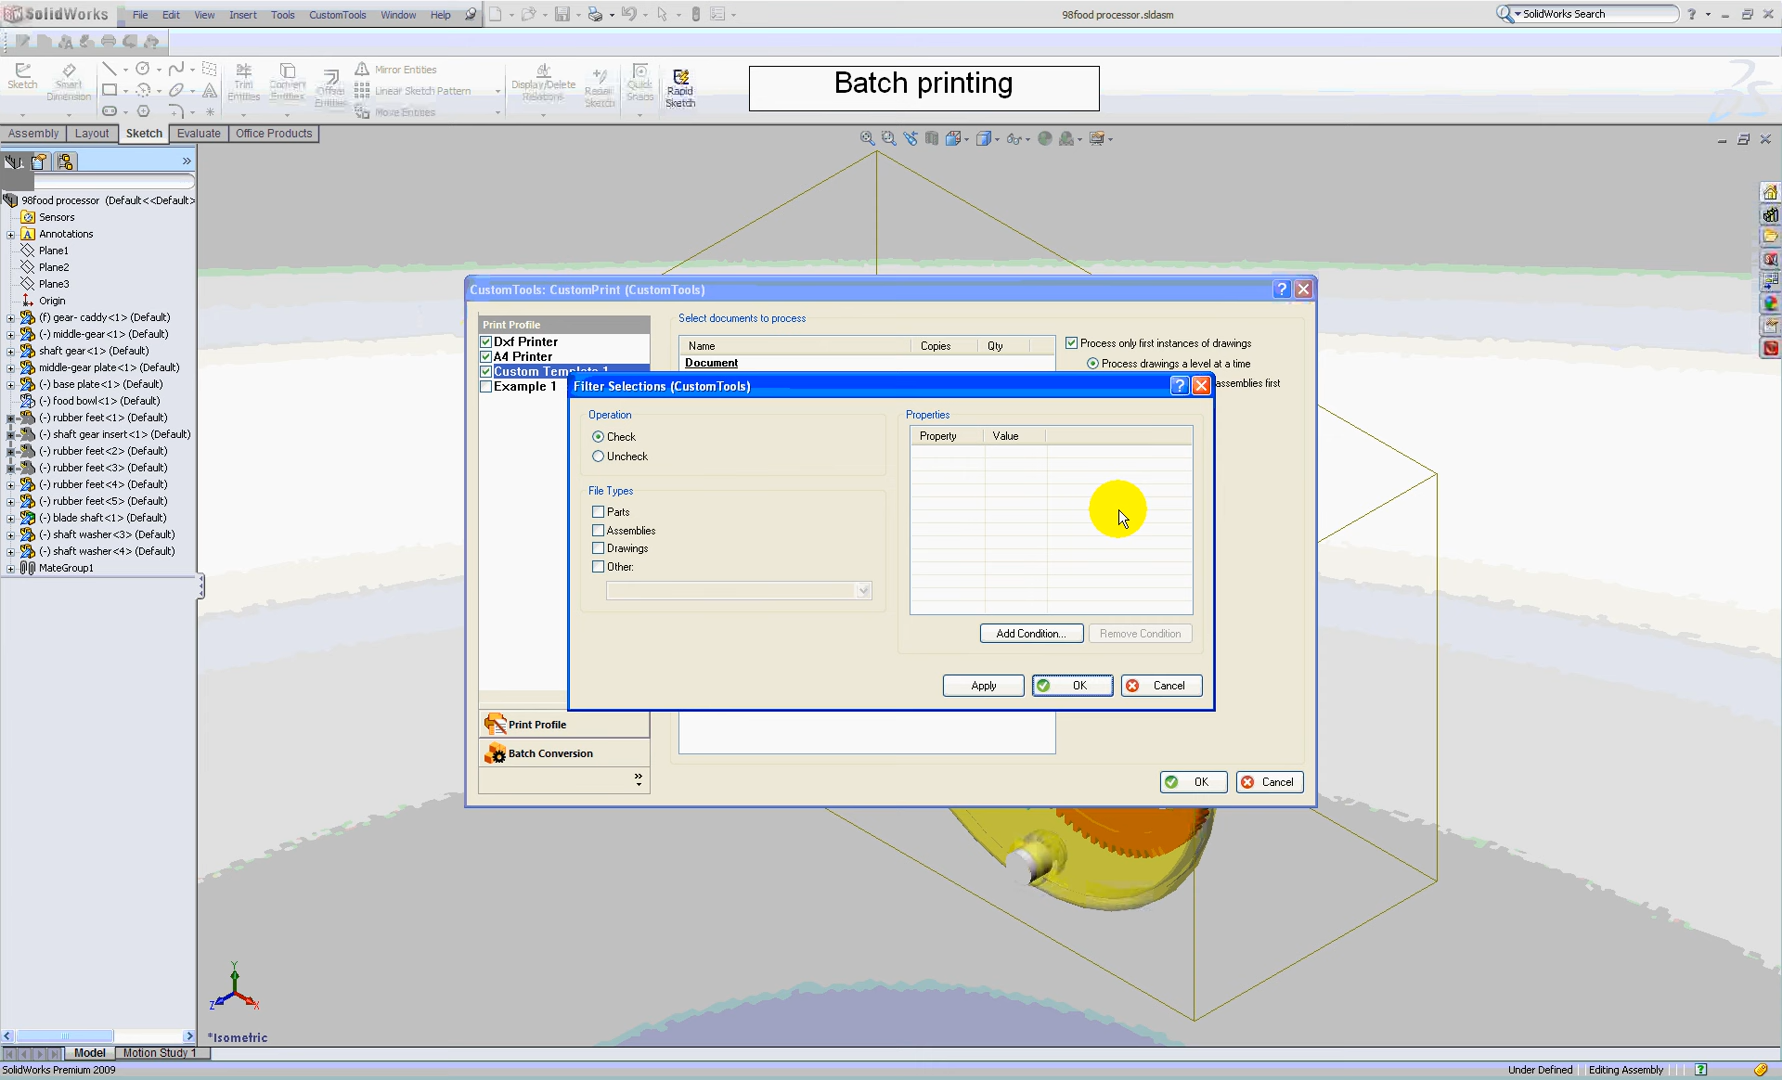 SolidWorks
File Edit View Insert Tools CustomTools Window Help
98food processor.sldasm
SolidWorks Search
Sketch
Smart Dimension
Trim Entities
Convert Entities
Offset Entities
Mirror Entities
Linear Sketch Pattern
Move Entities
Display/Delete Relations
Repair Sketch
Quick Snaps
Rapid Sketch
Batch printing
Assembly Layout Sketch Evaluate Office Products
98food processor (Default<<Default>
Sensors
Annotations
Plane1
Plane2
Plane3
Origin
(f) gear- caddy<1> (Default)
(-) middle-gear<1> (Default)
shaft gear<1> (Default)
middle-gear plate<1> (Default)
(-) base plate<1> (Default)
(-) food bowl<1> (Default)
(-) rubber feet<1> (Default)
(-) shaft gear insert<1> (Default)
(-) rubber feet<2> (Default)
(-) rubber feet<3> (Default)
(-) rubber feet<4> (Default)
(-) rubber feet<5> (Default)
(-) blade shaft<1> (Default)
(-) shaft washer<3> (Default)
(-) shaft washer<4> (Default)
MateGroup1
CustomTools: CustomPrint (CustomTools)
Print Profile
Dxf Printer
A4 Printer
Custom Template 1
Example 1
Select documents to process
Name Copies Qty
Document
Process only first instances of drawings
Process drawings a level at a time
assemblies first
Filter Selections (CustomTools)
Operation
Check
Uncheck
File Types
Parts
Assemblies
Drawings
Other:
Properties
Property Value
Add Condition... Remove Condition
Apply OK Cancel
Print Profile
Batch Conversion
OK Cancel
Y
Z X
*Isometric
Model Motion Study 1
SolidWorks Premium 2009
Under Defined Editing Assembly